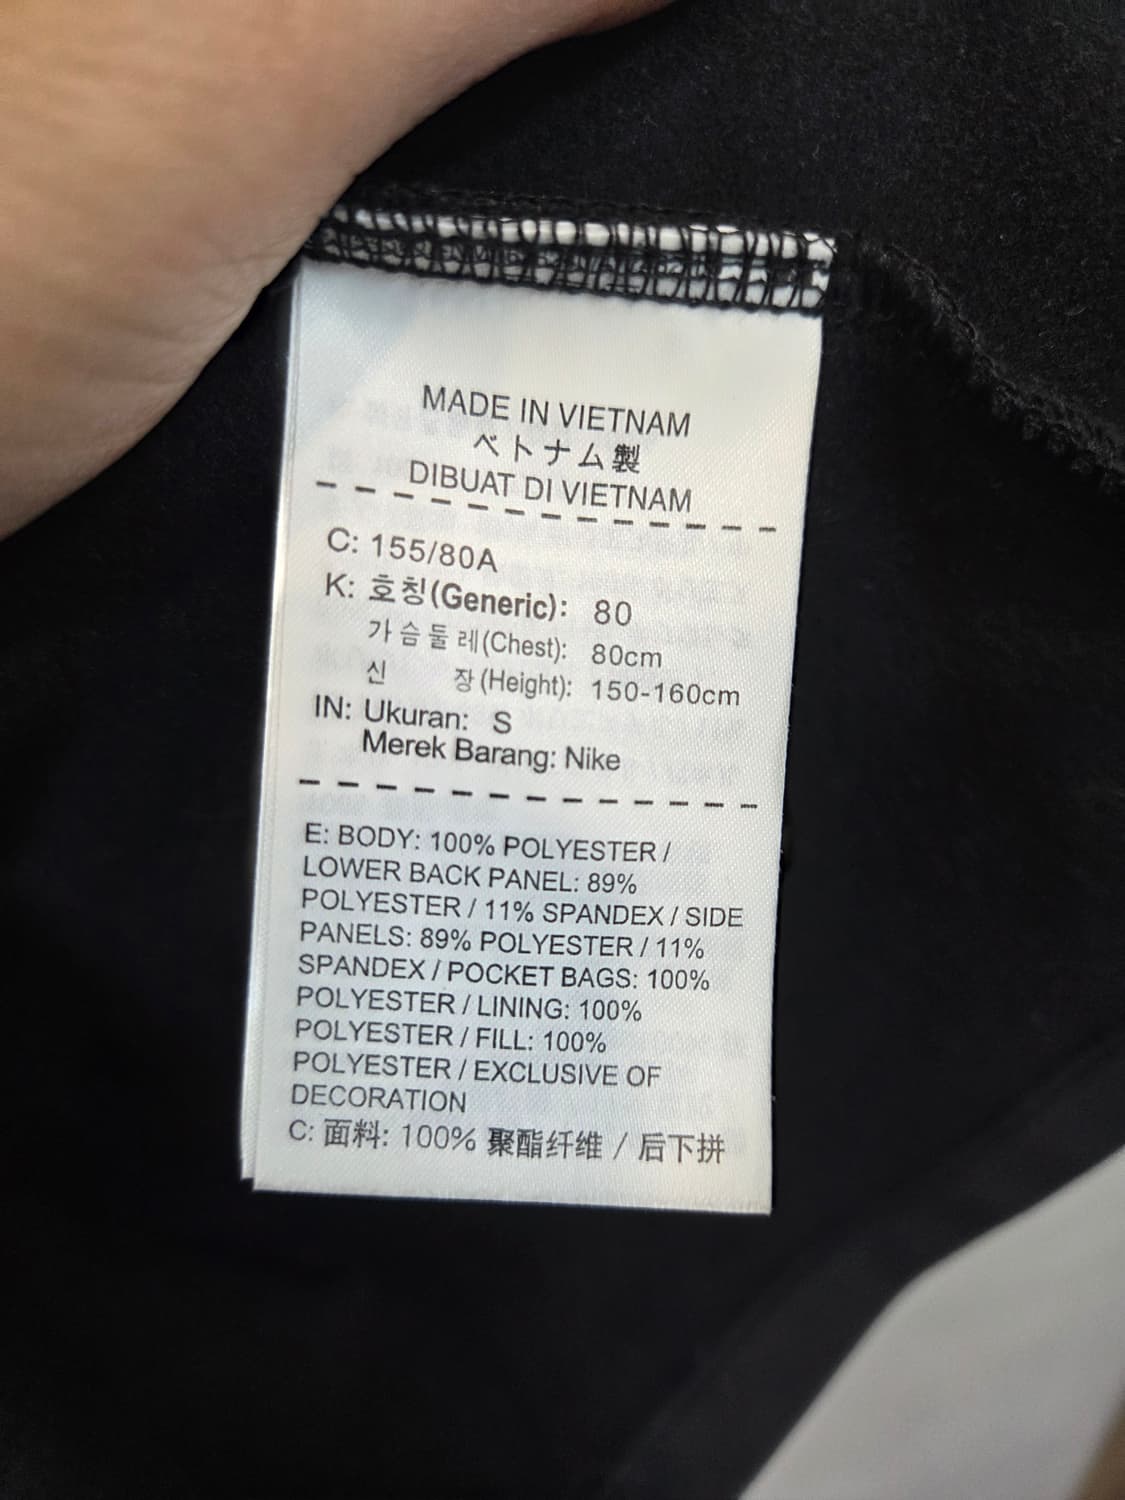 MADE IN VIETNAM
ベトナム製
DIBUAT DI VIETNAM
C: 155/80A
K: 호칭(Generic): 80
가슴둘레(Chest): 80cm
신 장(Height): 150-160cm
IN: Ukuran: S
Merek Barang: Nike
E: BODY: 100% POLYESTER /
LOWER BACK PANEL: 89%
POLYESTER / 11% SPANDEX / SIDE
PANELS: 89% POLYESTER / 11%
SPANDEX / POCKET BAGS: 100%
POLYESTER / LINING: 100%
POLYESTER / FILL: 100%
POLYESTER / EXCLUSIVE OF
DECORATION
C: 面料: 100% 聚酯纤维 / 后下拼